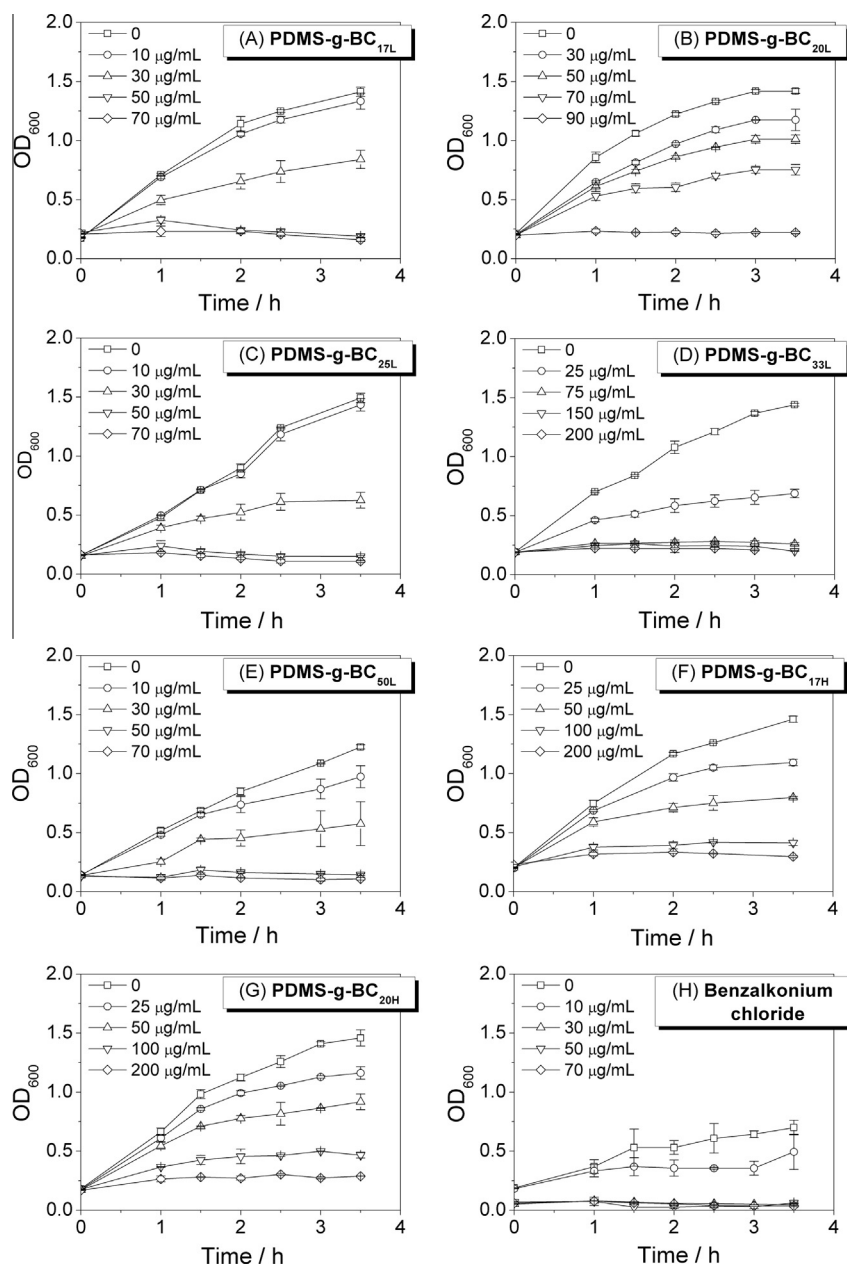 (A) PDMS-g-BC17L
0
10 μg/mL
30 μg/mL
50 μg/mL
70 μg/mL
OD600
2.0
1.5
1.0
0.5
0.0
0 1 2 3 4
Time / h
(B) PDMS-g-BC20L
0
30 μg/mL
50 μg/mL
70 μg/mL
90 μg/mL
OD600
2.0
1.5
1.0
0.5
0.0
0 1 2 3 4
Time / h
(C) PDMS-g-BC25L
0
10 μg/mL
30 μg/mL
50 μg/mL
70 μg/mL
OD600
2.0
1.5
1.0
0.5
0.0
0 1 2 3 4
Time / h
(D) PDMS-g-BC33L
0
25 μg/mL
75 μg/mL
150 μg/mL
200 μg/mL
OD600
2.0
1.5
1.0
0.5
0.0
0 1 2 3 4
Time / h
(E) PDMS-g-BC50L
0
10 μg/mL
30 μg/mL
50 μg/mL
70 μg/mL
OD600
2.0
1.5
1.0
0.5
0.0
0 1 2 3 4
Time / h
(F) PDMS-g-BC17H
0
25 μg/mL
50 μg/mL
100 μg/mL
200 μg/mL
OD600
2.0
1.5
1.0
0.5
0.0
0 1 2 3 4
Time / h
(G) PDMS-g-BC20H
0
25 μg/mL
50 μg/mL
100 μg/mL
200 μg/mL
OD600
2.0
1.5
1.0
0.5
0.0
0 1 2 3 4
Time / h
(H) Benzalkonium
chloride
0
10 μg/mL
30 μg/mL
50 μg/mL
70 μg/mL
OD600
2.0
1.5
1.0
0.5
0.0
0 1 2 3 4
Time / h